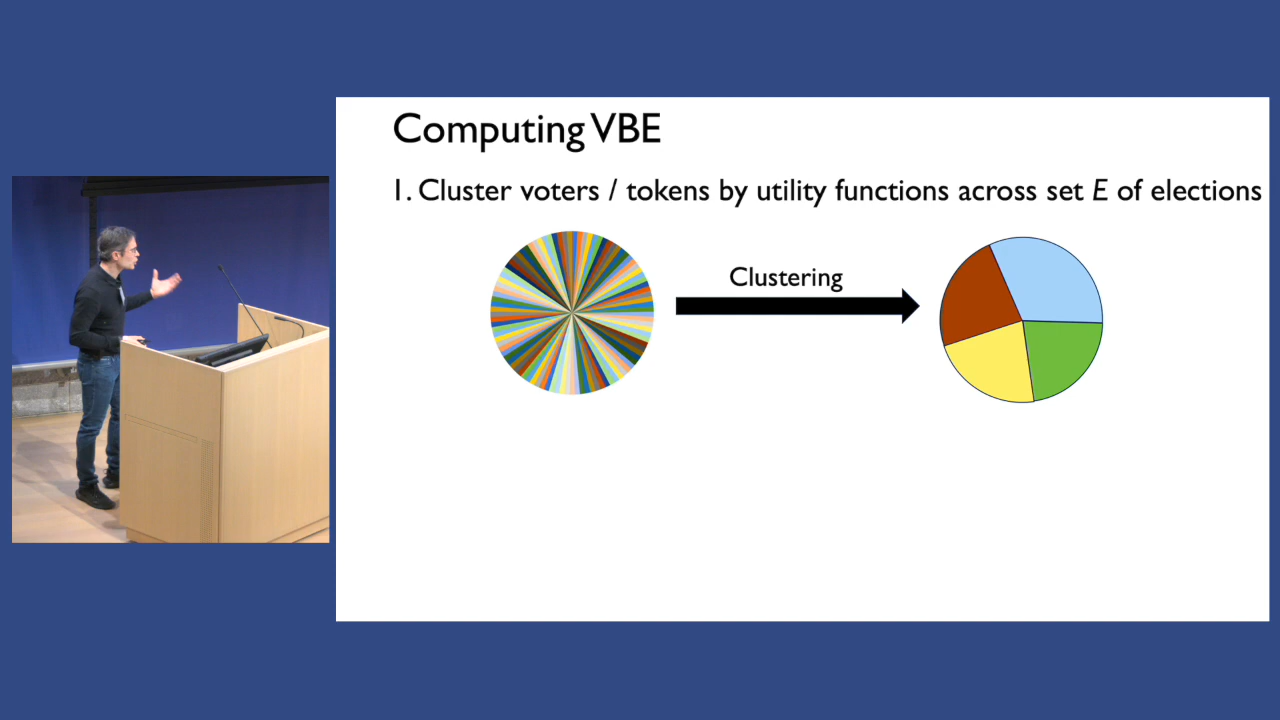 Computing VBE
1. Cluster voters / tokens by utility functions across set E of elections
Clustering